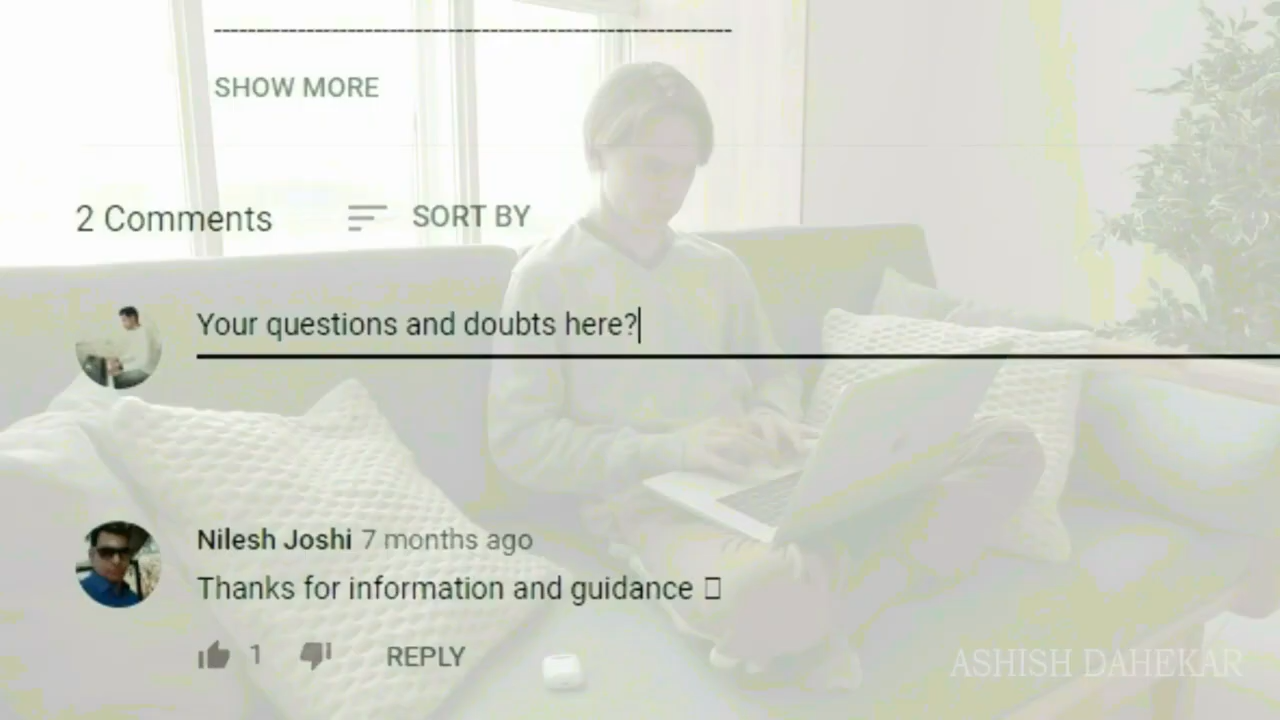 ------------------------------------------------------------
SHOW MORE
2 Comments SORT BY
Your questions and doubts here?
Nilesh Joshi 7 months ago
Thanks for information and guidance
1 REPLY
ASHISH DAHEKAR